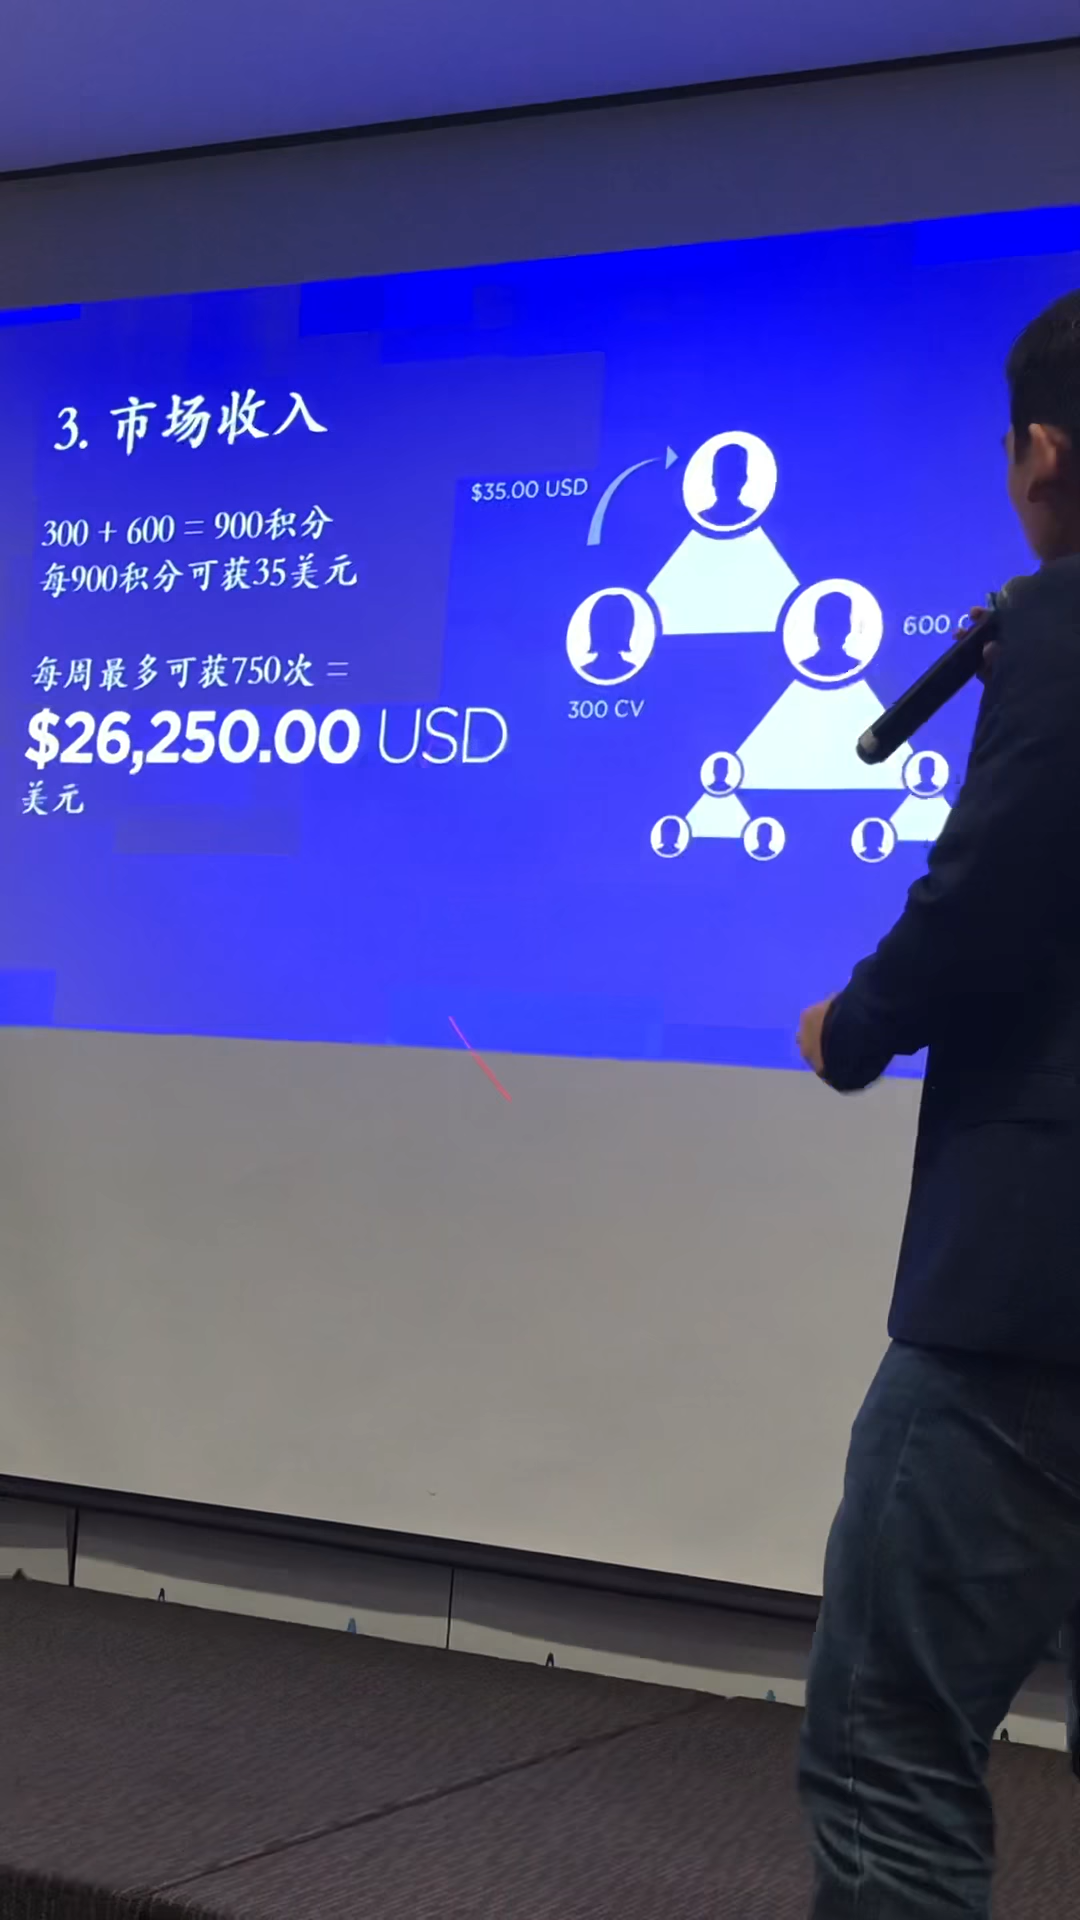 3. 市场收入
300 + 600 = 900积分
每900积分可获35美元
每周最多可获750次 =
$26,250.00 USD
美元
$35.00 USD
600
300 CV